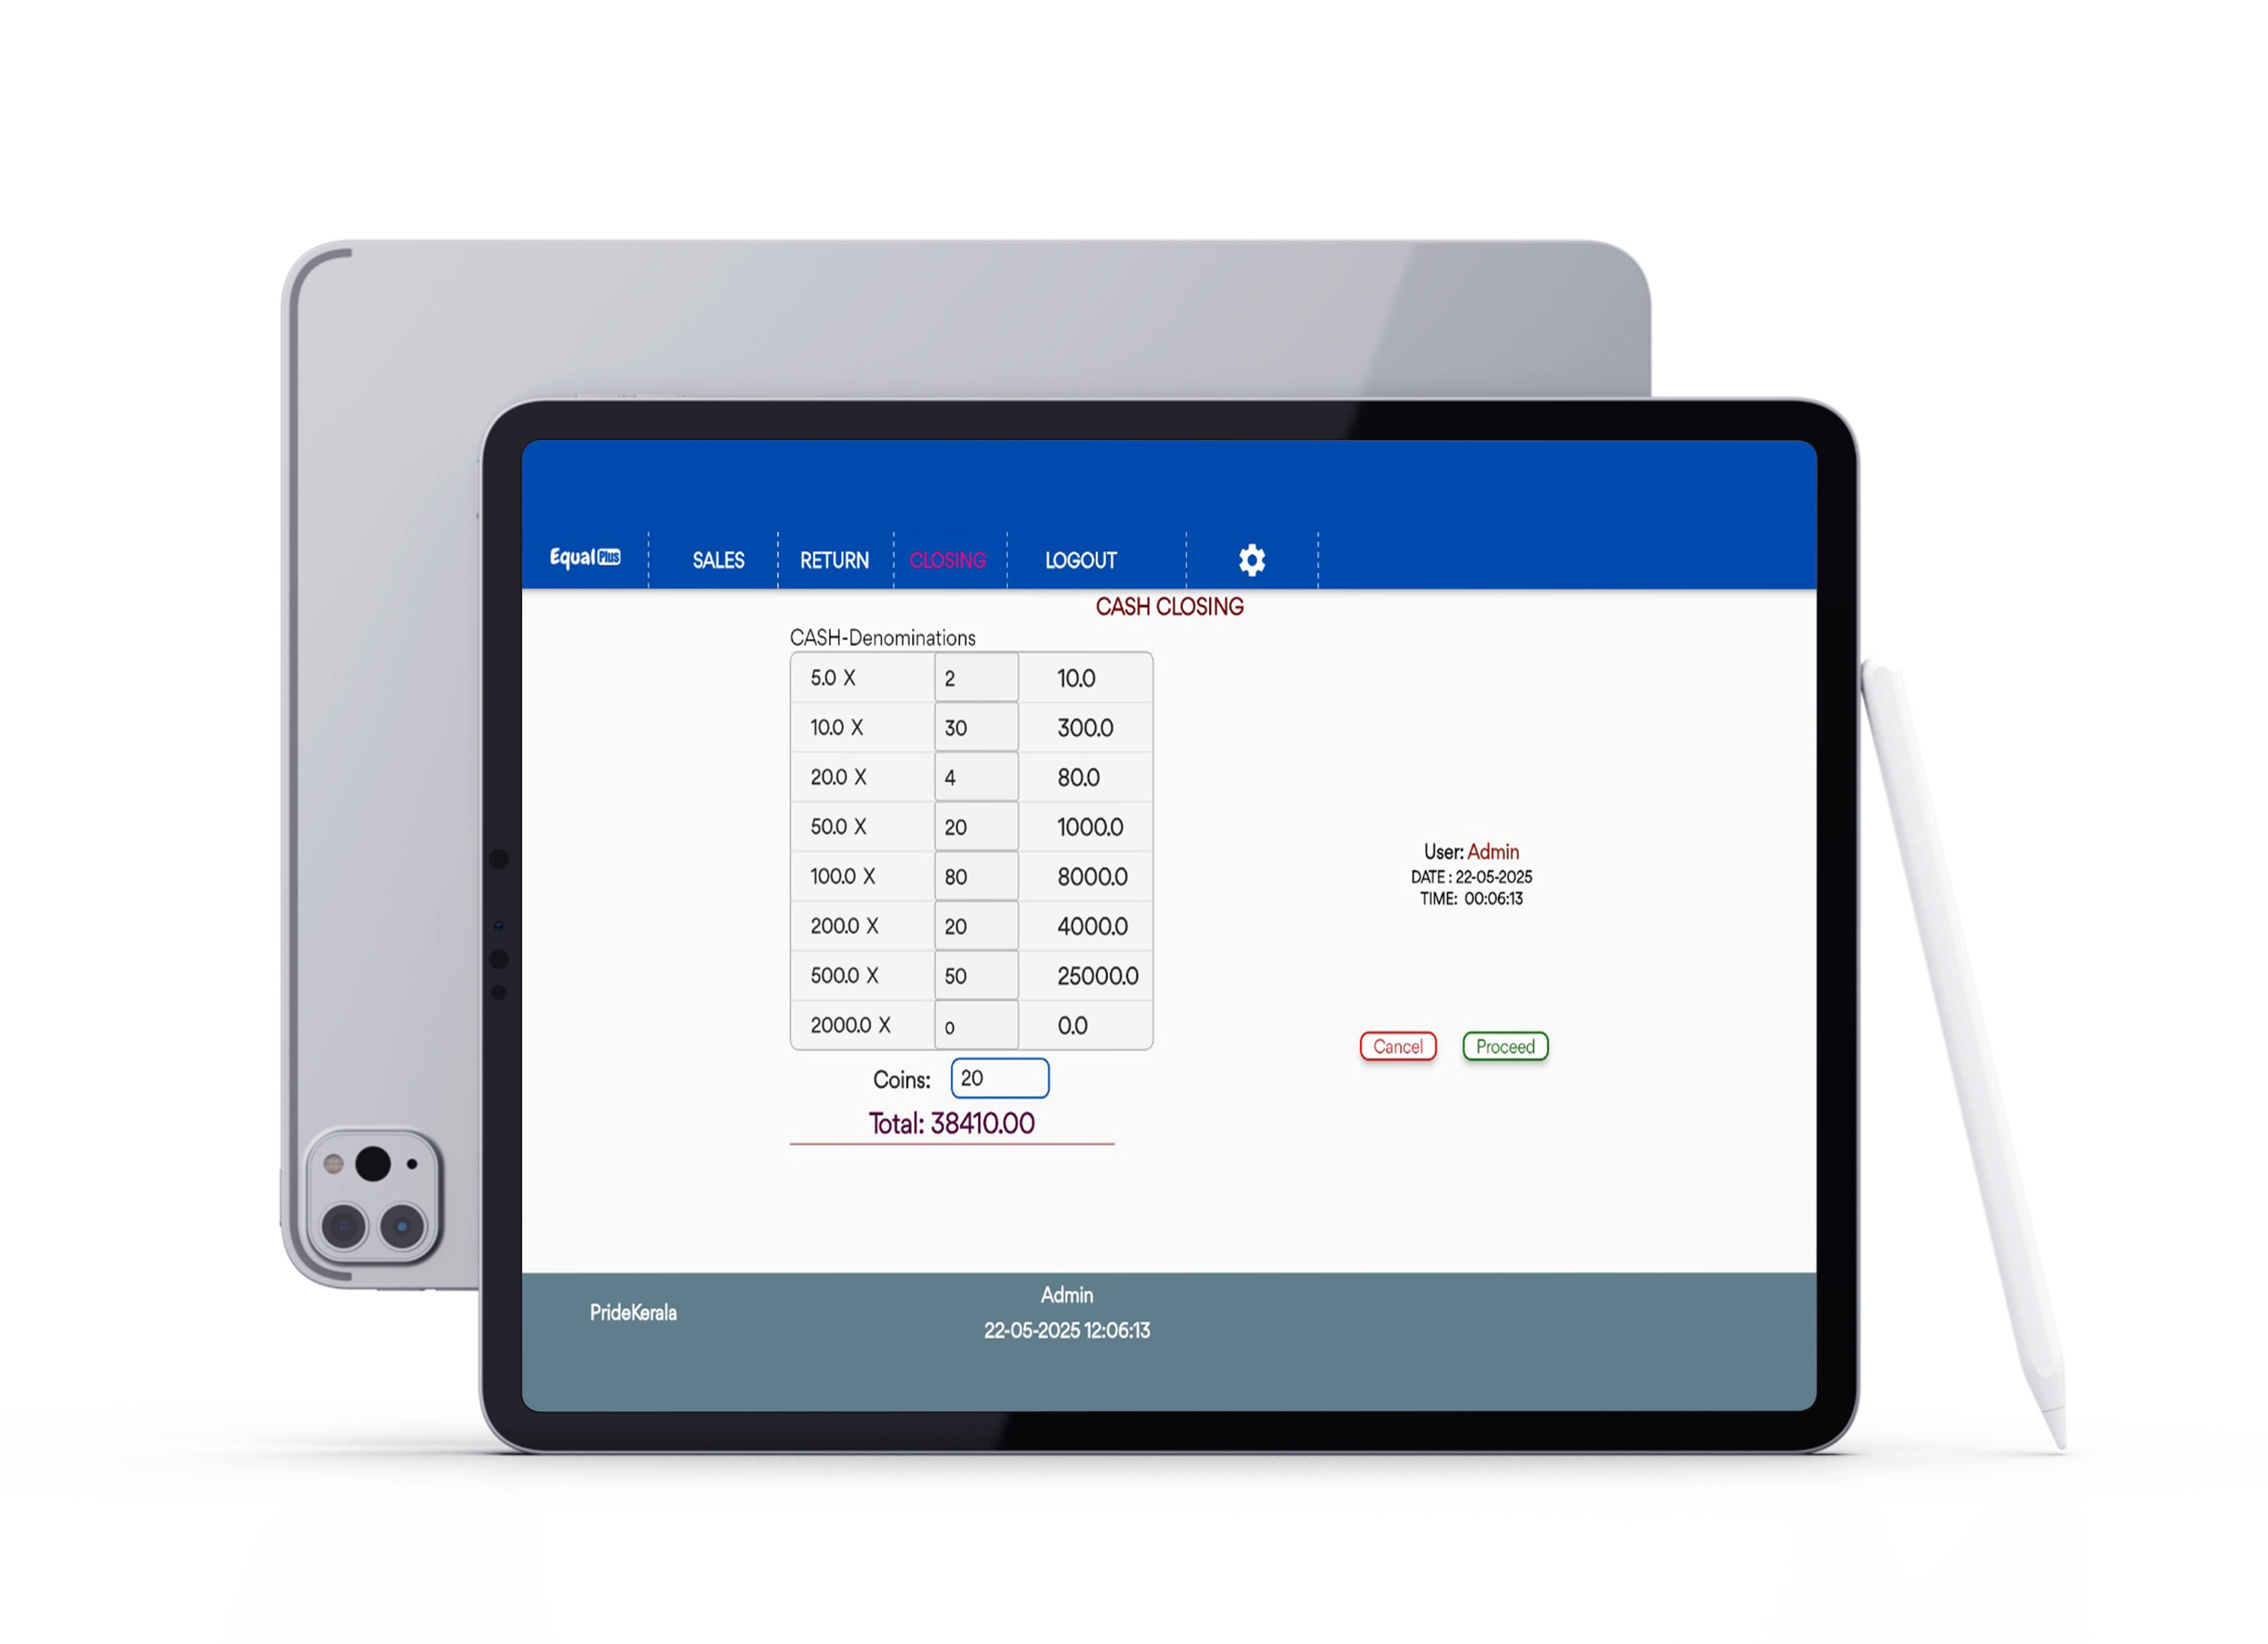 Equal Plus SALES RETURN CLOSING LOGOUT
CASH CLOSING
CASH-Denominations
5.0 X 2 10.0
10.0 X 30 300.0
20.0 X 4 80.0
50.0 X 20 1000.0
100.0 X 80 8000.0
200.0 X 20 4000.0
500.0 X 50 25000.0
2000.0 X 0 0.0
Coins: 20
Total: 38410.00
User: Admin
DATE : 22-05-2025
TIME: 00:06:13
Cancel Proceed
PrideKerala
Admin
22-05-2025 12:06:13